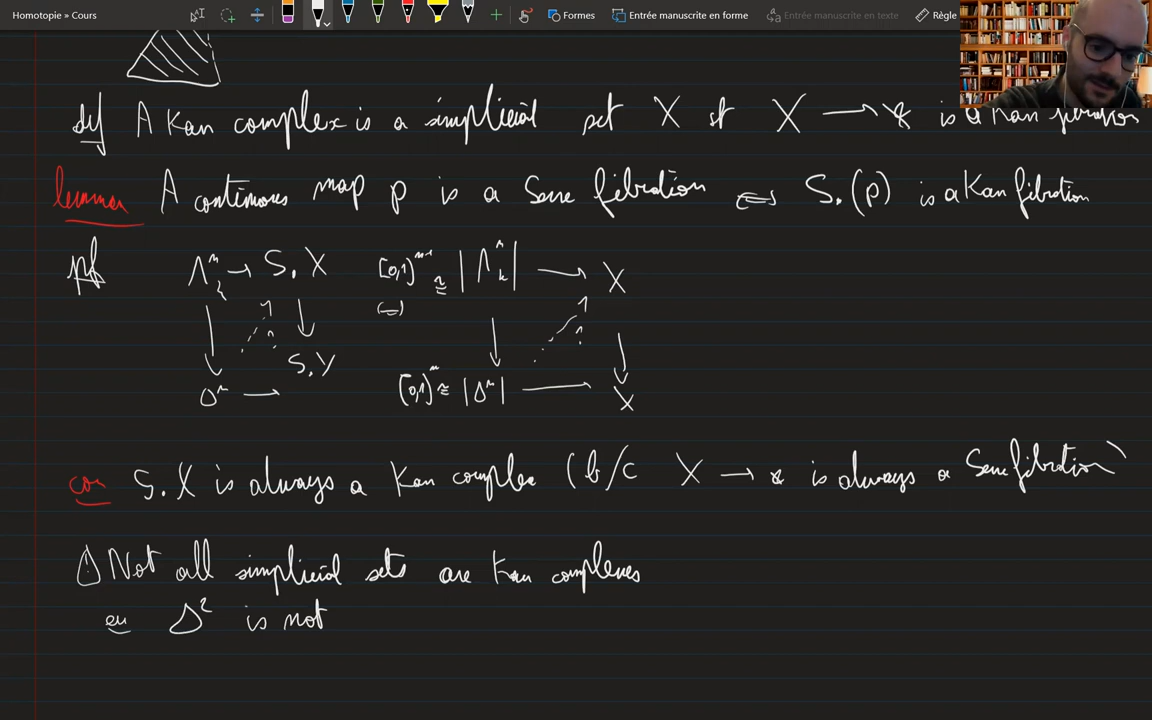 Homotopie » Cours
Formes
Entrée manuscrite en forme
Entrée manuscrite en texte
Règle
Df A Kan complex is a simplicial set X st X → * is a Kan fibration
lemma A continuous map p is a Serre fibration ⇔ S.(p) is a Kan fibration
pf Λⁿₖ → S.X [0,1]ⁿ⁻¹ ≅ |Λⁿₖ| → X
⇔
S.Y
Δⁿ → [0,1]ⁿ ≅ |Δⁿ| → Y
cor S.X is always a Kan complex (b/c X → * is always a Serre fibration)
⚠ Not all simplicial sets are Kan complexes
ex Δ² is not